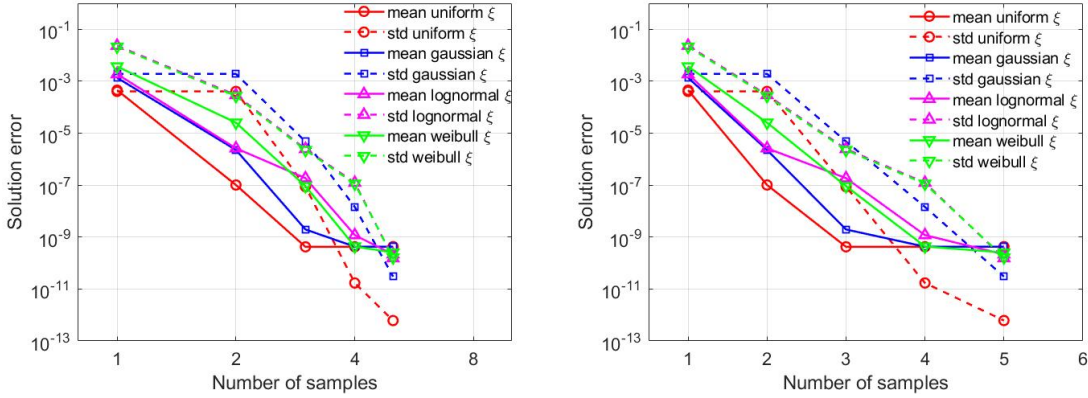 10^-1
10^-3
10^-5
10^-7
10^-9
10^-11
10^-13
Solution error
1 2 4 8
Number of samples
mean uniform ξ
std uniform ξ
mean gaussian ξ
std gaussian ξ
mean lognormal ξ
std lognormal ξ
mean weibull ξ
std weibull ξ
10^-1
10^-3
10^-5
10^-7
10^-9
10^-11
10^-13
Solution error
1 2 3 4 5 6
Number of samples
mean uniform ξ
std uniform ξ
mean gaussian ξ
std gaussian ξ
mean lognormal ξ
std lognormal ξ
mean weibull ξ
std weibull ξ